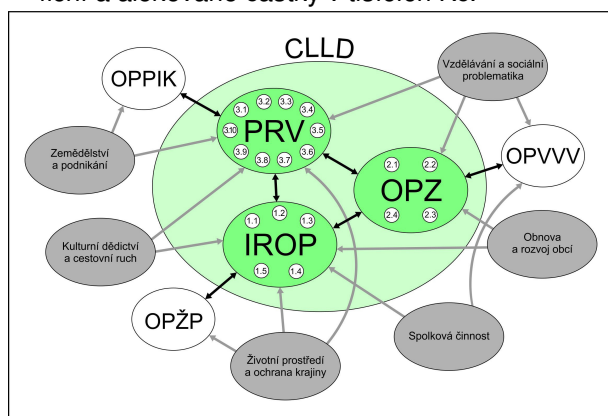 CLLD
Vzdělávání a sociální
problematika
OPPIK
3.1
3.2
3.3
3.4
3.10
PRV
3.5
3.9
3.8
3.7
3.6
Zemědělství
a podnikání
OPVVV
2.1
2.2
OPZ
2.4
2.3
1.1
1.2
1.3
IROP
1.5
1.4
Kulturní dědictví
a cestovní ruch
Obnova
a rozvoj obcí
OPŽP
Spolková činnost
Životní prostředí
a ochrana krajiny